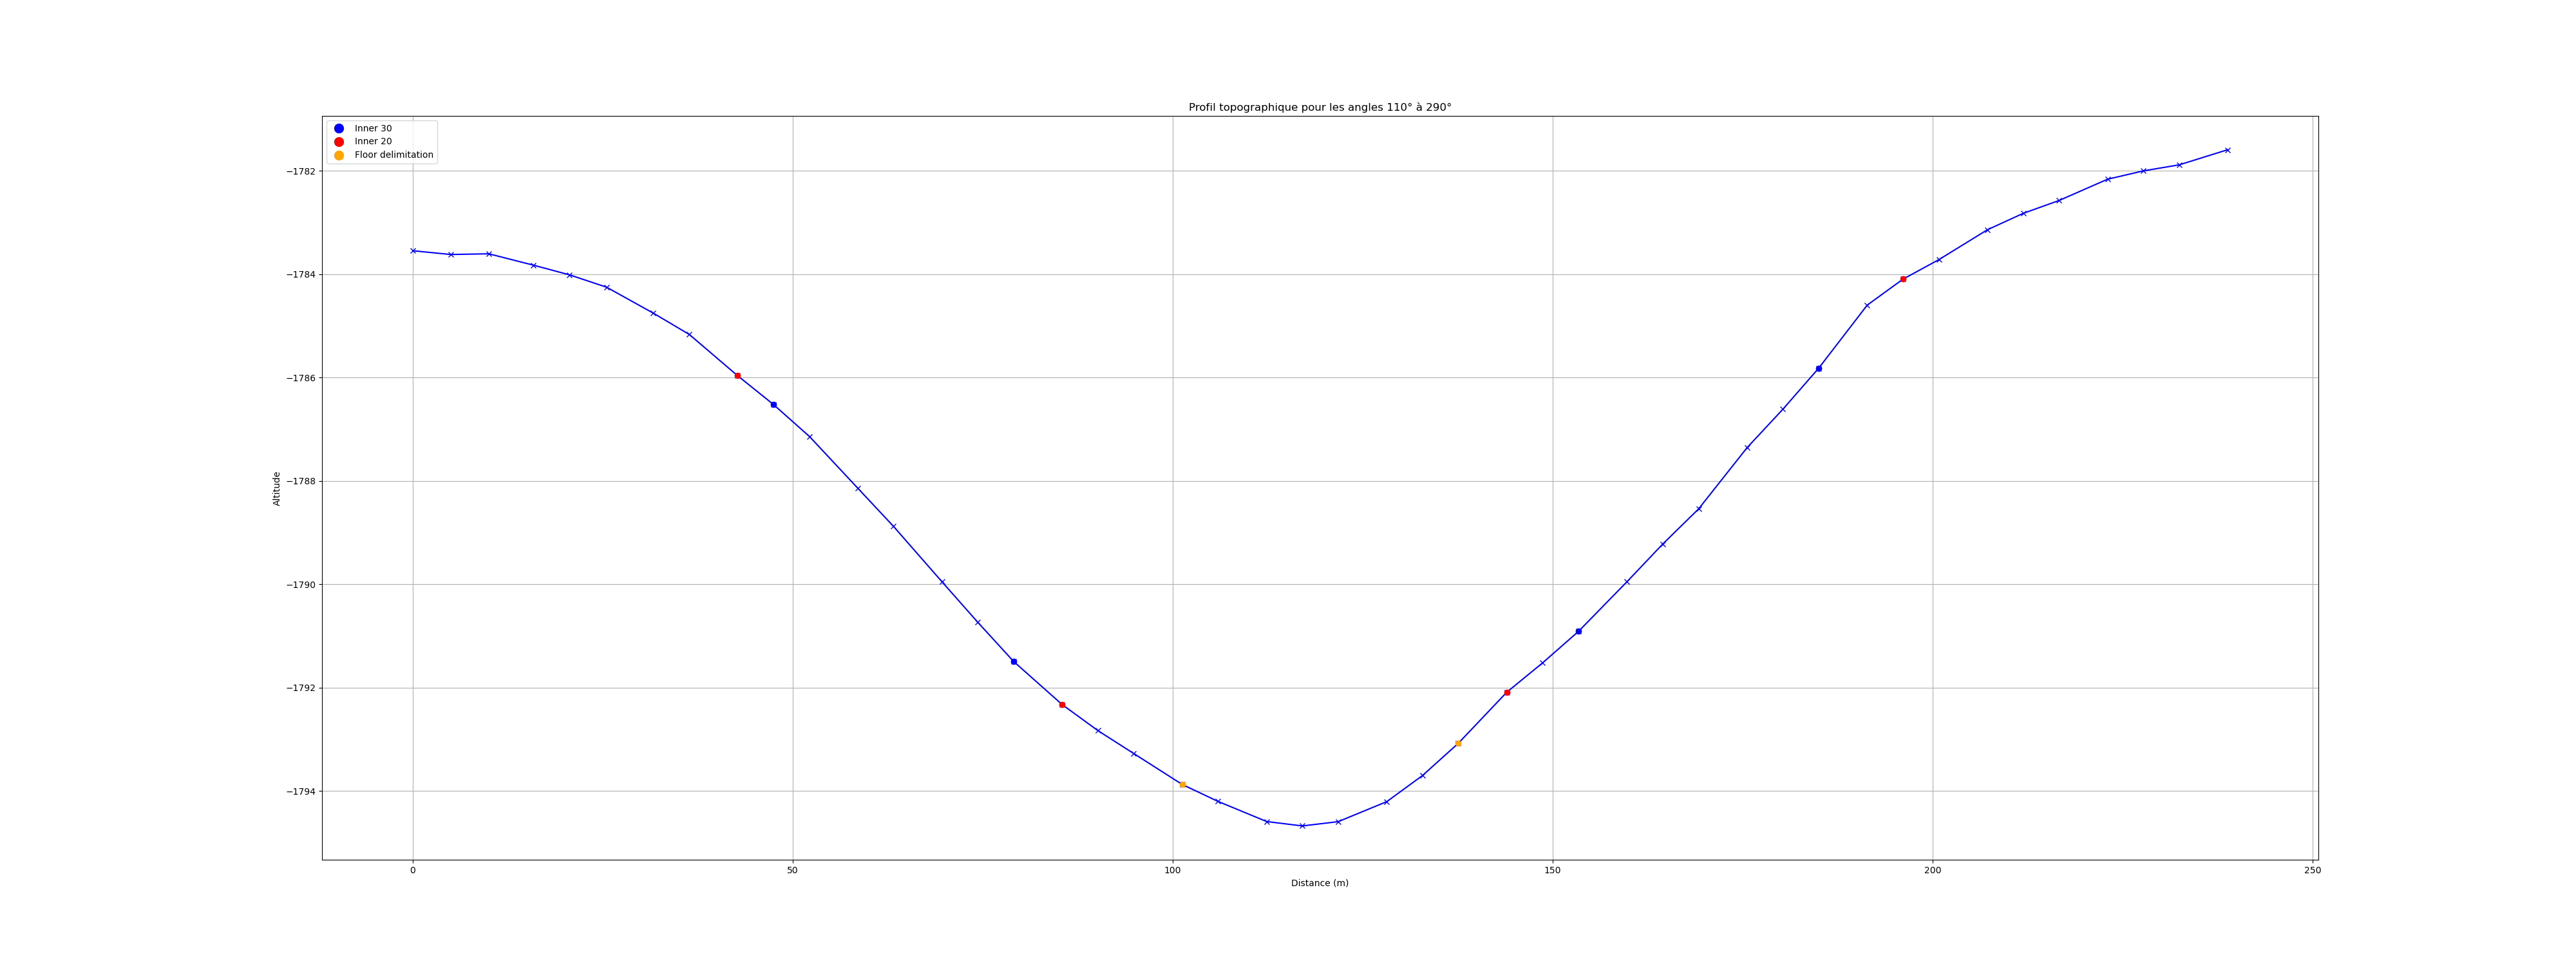 Profil topographique pour les angles 110° à 290°
Inner 30
Inner 20
Floor delimitation
−1782
−1784
−1786
−1788
−1790
−1792
−1794
Altitude
0 50 100 150 200 250
Distance (m)